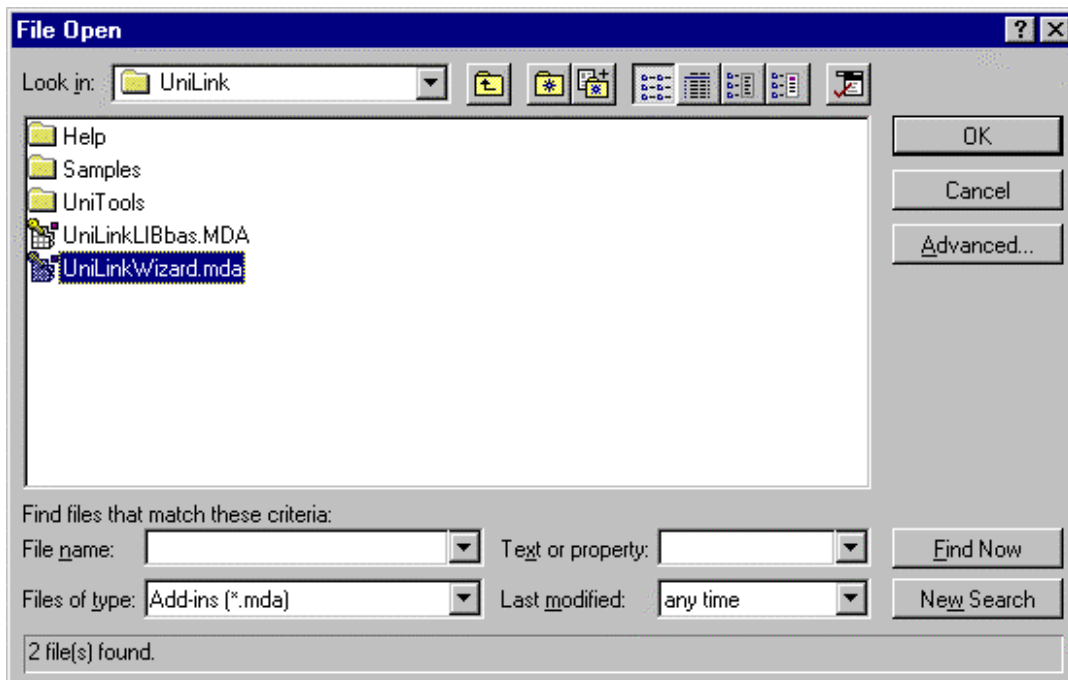 File Open
Look in: UniLink
Help
Samples
UniTools
UniLinkLIBbas.MDA
UniLinkWizard.mda
OK
Cancel
Advanced...
Find files that match these criteria:
File name: Text or property: Find Now
Files of type: Add-ins (*.mda) Last modified: any time New Search
2 file(s) found.